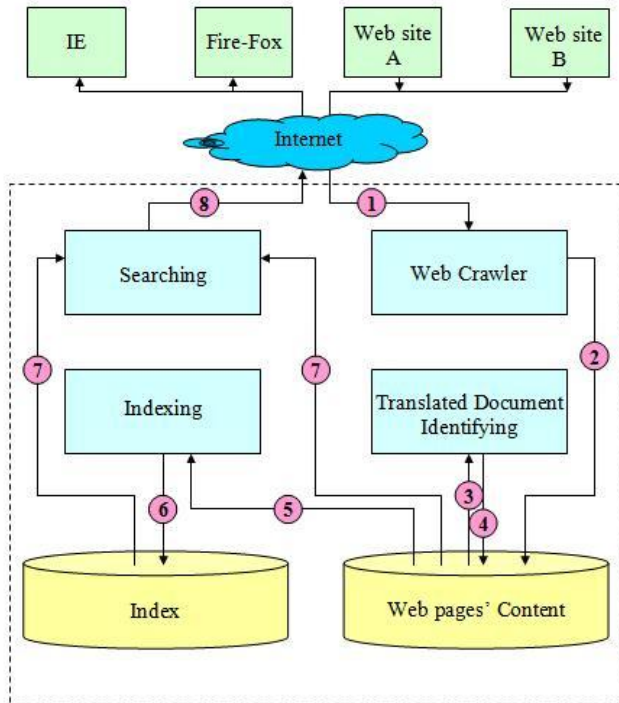 IE
Fire-Fox
Web site
A
Web site
B
Internet
8
1
Searching
Web Crawler
7
7
2
Indexing
Translated Document
Identifying
3
6
5
4
Index
Web pages' Content